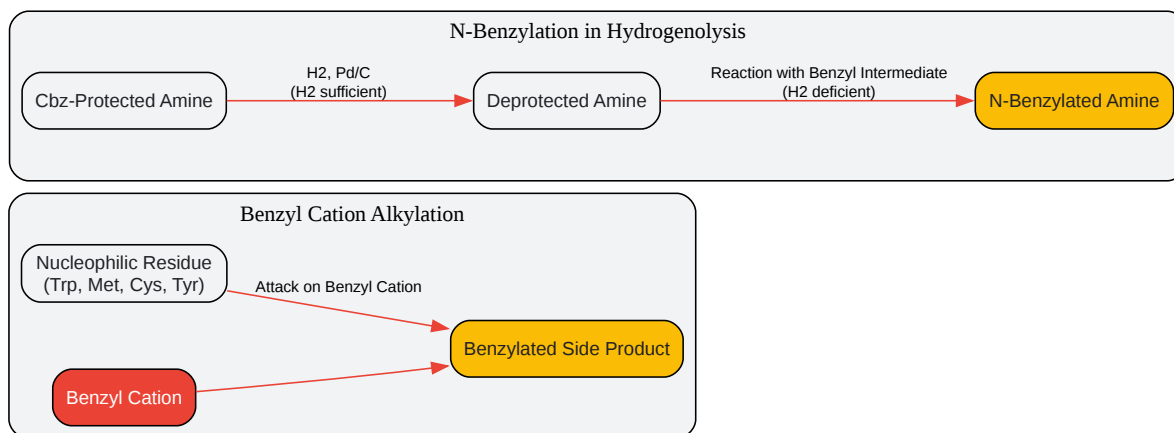 N-Benzylation in Hydrogenolysis
Cbz-Protected Amine
H2, Pd/C
(H2 sufficient)
Deprotected Amine
Reaction with Benzyl Intermediate
(H2 deficient)
N-Benzylated Amine
Benzyl Cation Alkylation
Nucleophilic Residue
(Trp, Met, Cys, Tyr)
Attack on Benzyl Cation
Benzylated Side Product
Benzyl Cation